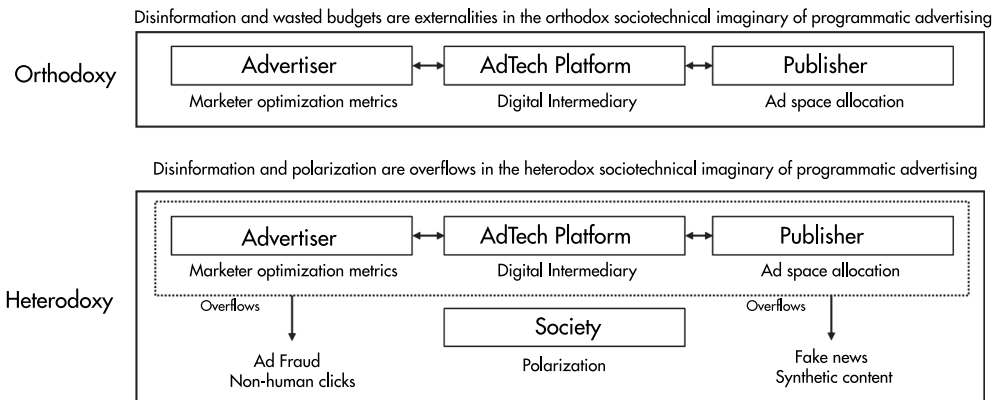 Disinformation and wasted budgets are externalities in the orthodox sociotechnical imaginary of programmatic advertising
Orthodoxy
Advertiser
AdTech Platform
Publisher
Marketer optimization metrics
Digital Intermediary
Ad space allocation
Disinformation and polarization are overflows in the heterodox sociotechnical imaginary of programmatic advertising
Heterodoxy
Advertiser
AdTech Platform
Publisher
Marketer optimization metrics
Digital Intermediary
Ad space allocation
Overflows
Overflows
Society
Polarization
Ad Fraud
Non-human clicks
Fake news
Synthetic content